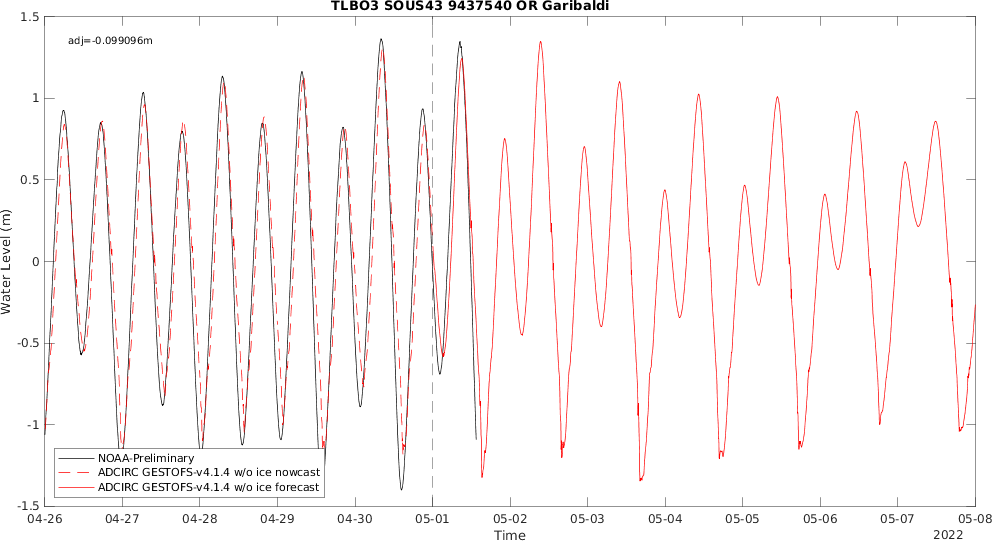 TLBO3 SOUS43 9437540 OR Garibaldi
adj=-0.099096m
Water Level (m)
1.5
1
0.5
0
-0.5
-1
-1.5
NOAA-Preliminary
ADCIRC GESTOFS-v4.1.4 w/o ice nowcast
ADCIRC GESTOFS-v4.1.4 w/o ice forecast
04-26 04-27 04-28 04-29 04-30 05-01 05-02 05-03 05-04 05-05 05-06 05-07 05-08
Time
2022